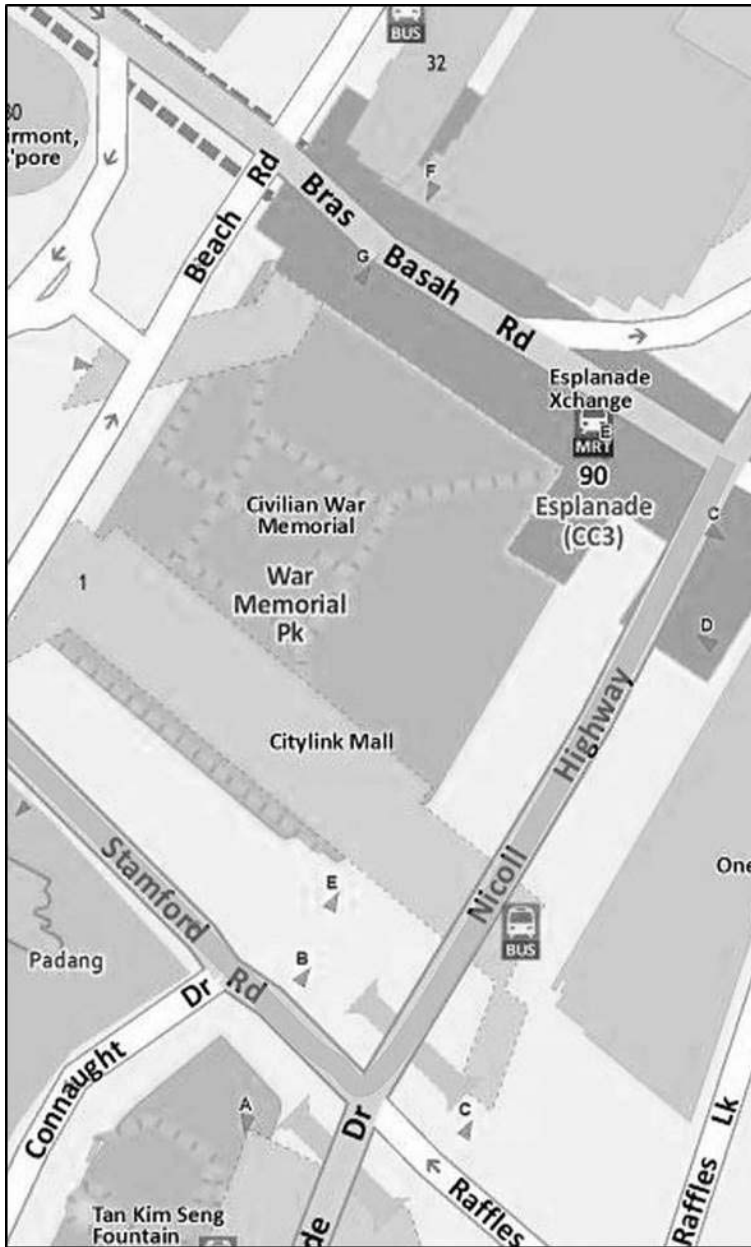 BUS
32
30
irmont,
'pore
F
Beach Rd
Bras Basah Rd
G
Esplanade
Xchange
E
MRT
90
Esplanade
(CC3)
C
Civilian War
Memorial
1
War
Memorial
Pk
D
Nicoll Highway
Citylink Mall
Stamford Rd
One
E
BUS
Padang
B
Connaught Dr
A
C
Dr
de
Raffles
Raffles Lk
Tan Kim Seng
Fountain